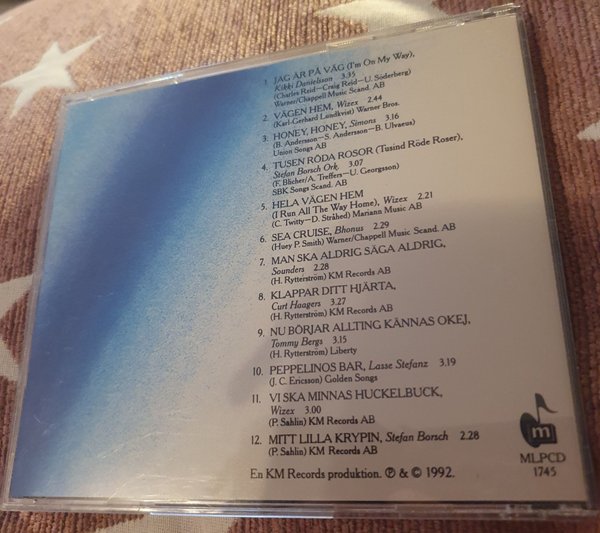 1. JAG ÄR PÅ VÄG (I'm On My Way),
Kikki Danielsson 3.35
(Charles Reid—Craig Reid—U. Söderberg)
Warner/Chappell Music Scand. AB
2. VÄGEN HEM, Wizex 2.44
(Karl-Gerhard Lundkvist) Warner Bros.
3. HONEY, HONEY, Simons 3.16
(B. Andersson—S. Andersson—B. Ulvaeus)
Union Songs AB
4. TUSEN RÖDA ROSOR (Tusind Röde Roser),
Stefan Borsch Ork. 3.07
(F. Blicher/A. Treffers—U. Georgsson)
SBK Songs Scand. AB
5. HELA VÄGEN HEM
(I Run All The Way Home), Wizex 2.21
(C. Twitty—D. Stråhed) Mariann Music AB
6. SEA CRUISE, Bhonus 2.29
(Huey P. Smith) Warner/Chappell Music Scand. AB
7. MAN SKA ALDRIG SÄGA ALDRIG,
Sounders 2.28
(H. Rytterström) KM Records AB
8. KLAPPAR DITT HJÄRTA,
Curt Haagers 3.27
(H. Rytterström) KM Records AB
9. NU BÖRJAR ALLTING KÄNNAS OKEJ,
Tommy Bergs 3.15
(H. Rytterström) Liberty
10. PEPPELINOS BAR, Lasse Stefanz 3.19
(J. C. Ericsson) Golden Songs
11. VI SKA MINNAS HUCKELBUCK,
Wizex 3.00
(P. Sahlin) KM Records AB
12. MITT LILLA KRYPIN, Stefan Borsch 2.28
(P. Sahlin) KM Records AB
En KM Records produktion. ℗ & © 1992.
m
MLPCD
1745